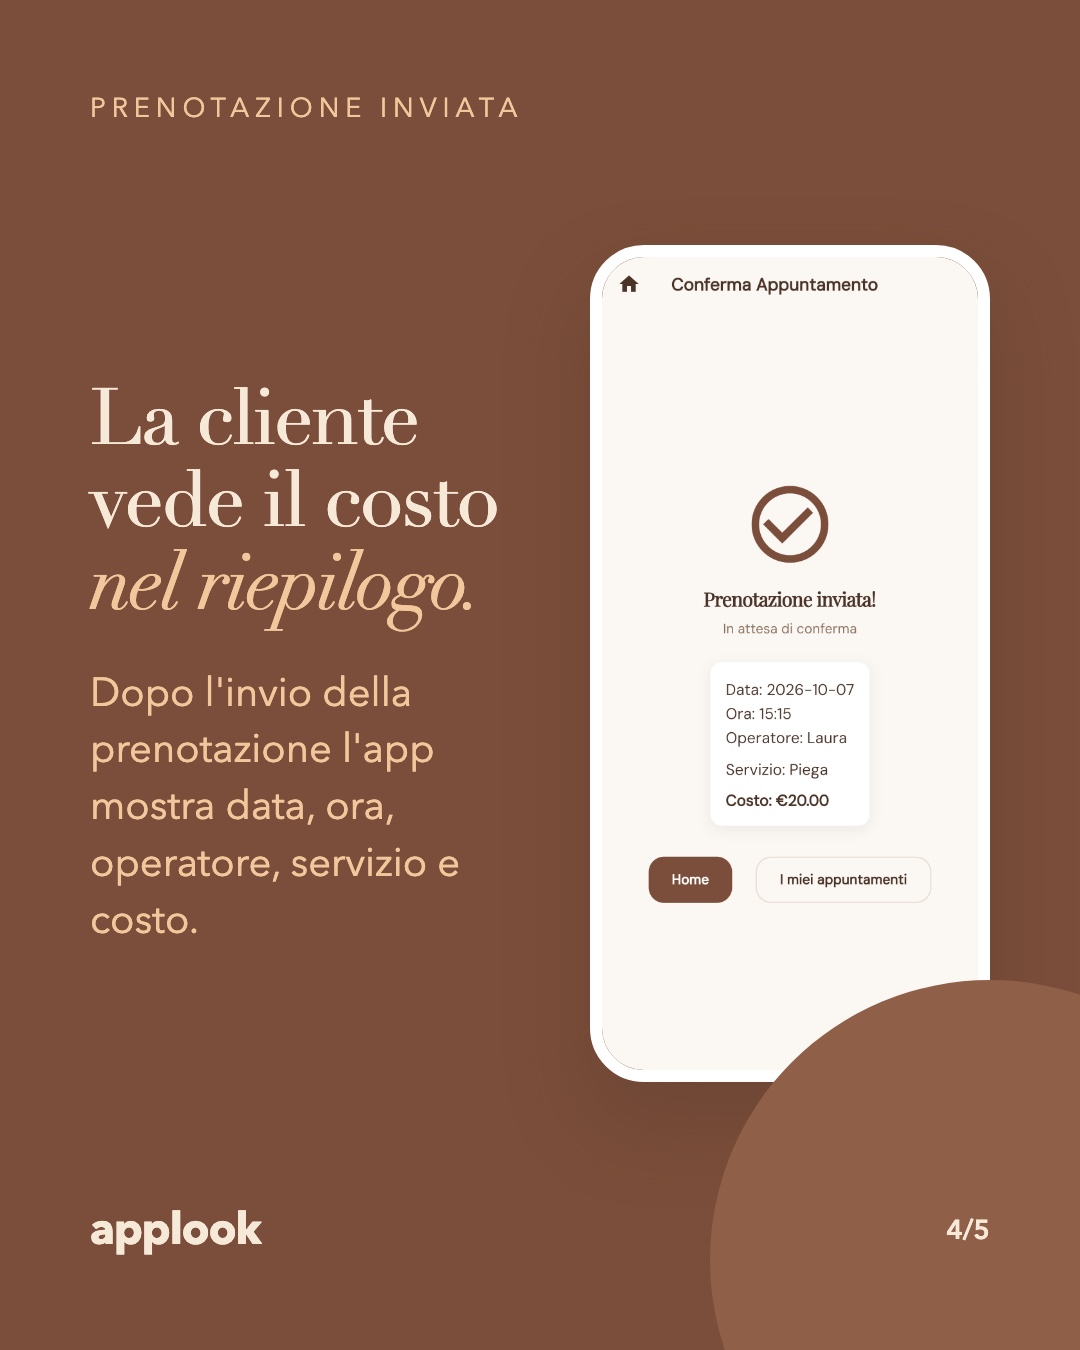 PRENOTAZIONE INVIATA
La cliente
vede il costo
nel riepilogo.
Dopo l'invio della
prenotazione l'app
mostra data, ora,
operatore, servizio e
costo.
Conferma Appuntamento
Prenotazione inviata!
In attesa di conferma
Data: 2026-10-07
Ora: 15:15
Operatore: Laura
Servizio: Piega
Costo: €20.00
Home
I miei appuntamenti
applook
4/5